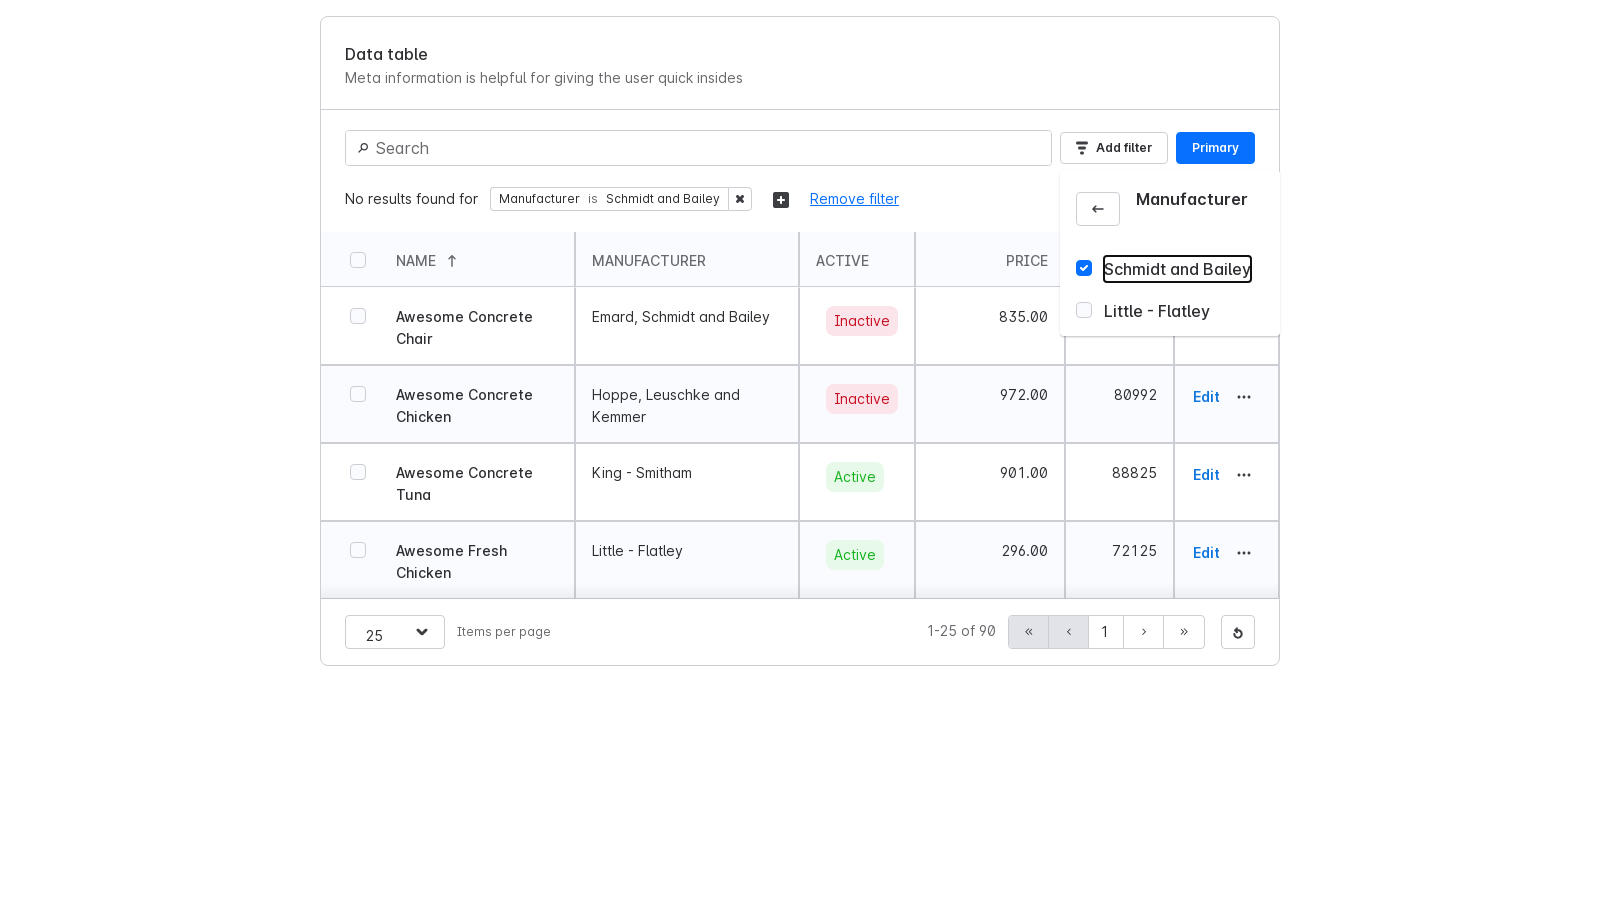 Data table
Meta information is helpful for giving the user quick insides
Search
Add filter
Primary
No results found for Manufacturer is Schmidt and Bailey
Remove filter
Manufacturer
Schmidt and Bailey
Little - Flatley
NAME MANUFACTURER ACTIVE PRICE
Awesome Concrete Chair Emard, Schmidt and Bailey Inactive 835.00
Awesome Concrete Chicken Hoppe, Leuschke and Kemmer Inactive 972.00 80992 Edit
Awesome Concrete Tuna King - Smitham Active 901.00 88825 Edit
Awesome Fresh Chicken Little - Flatley Active 296.00 72125 Edit
25 Items per page 1-25 of 90 « ‹ 1 › »